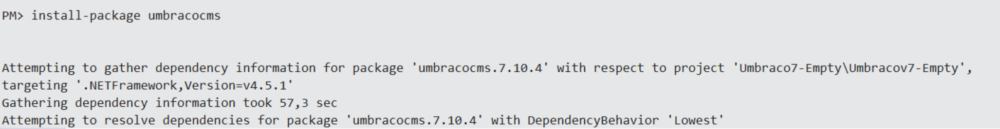 PM> install-package umbracocms
Attempting to gather dependency information for package 'umbracocms.7.10.4' with respect to project 'Umbraco7-Empty\Umbracov7-Empty',
targeting '.NETFramework,Version=v4.5.1'
Gathering dependency information took 57,3 sec
Attempting to resolve dependencies for package 'umbracocms.7.10.4' with DependencyBehavior 'Lowest'